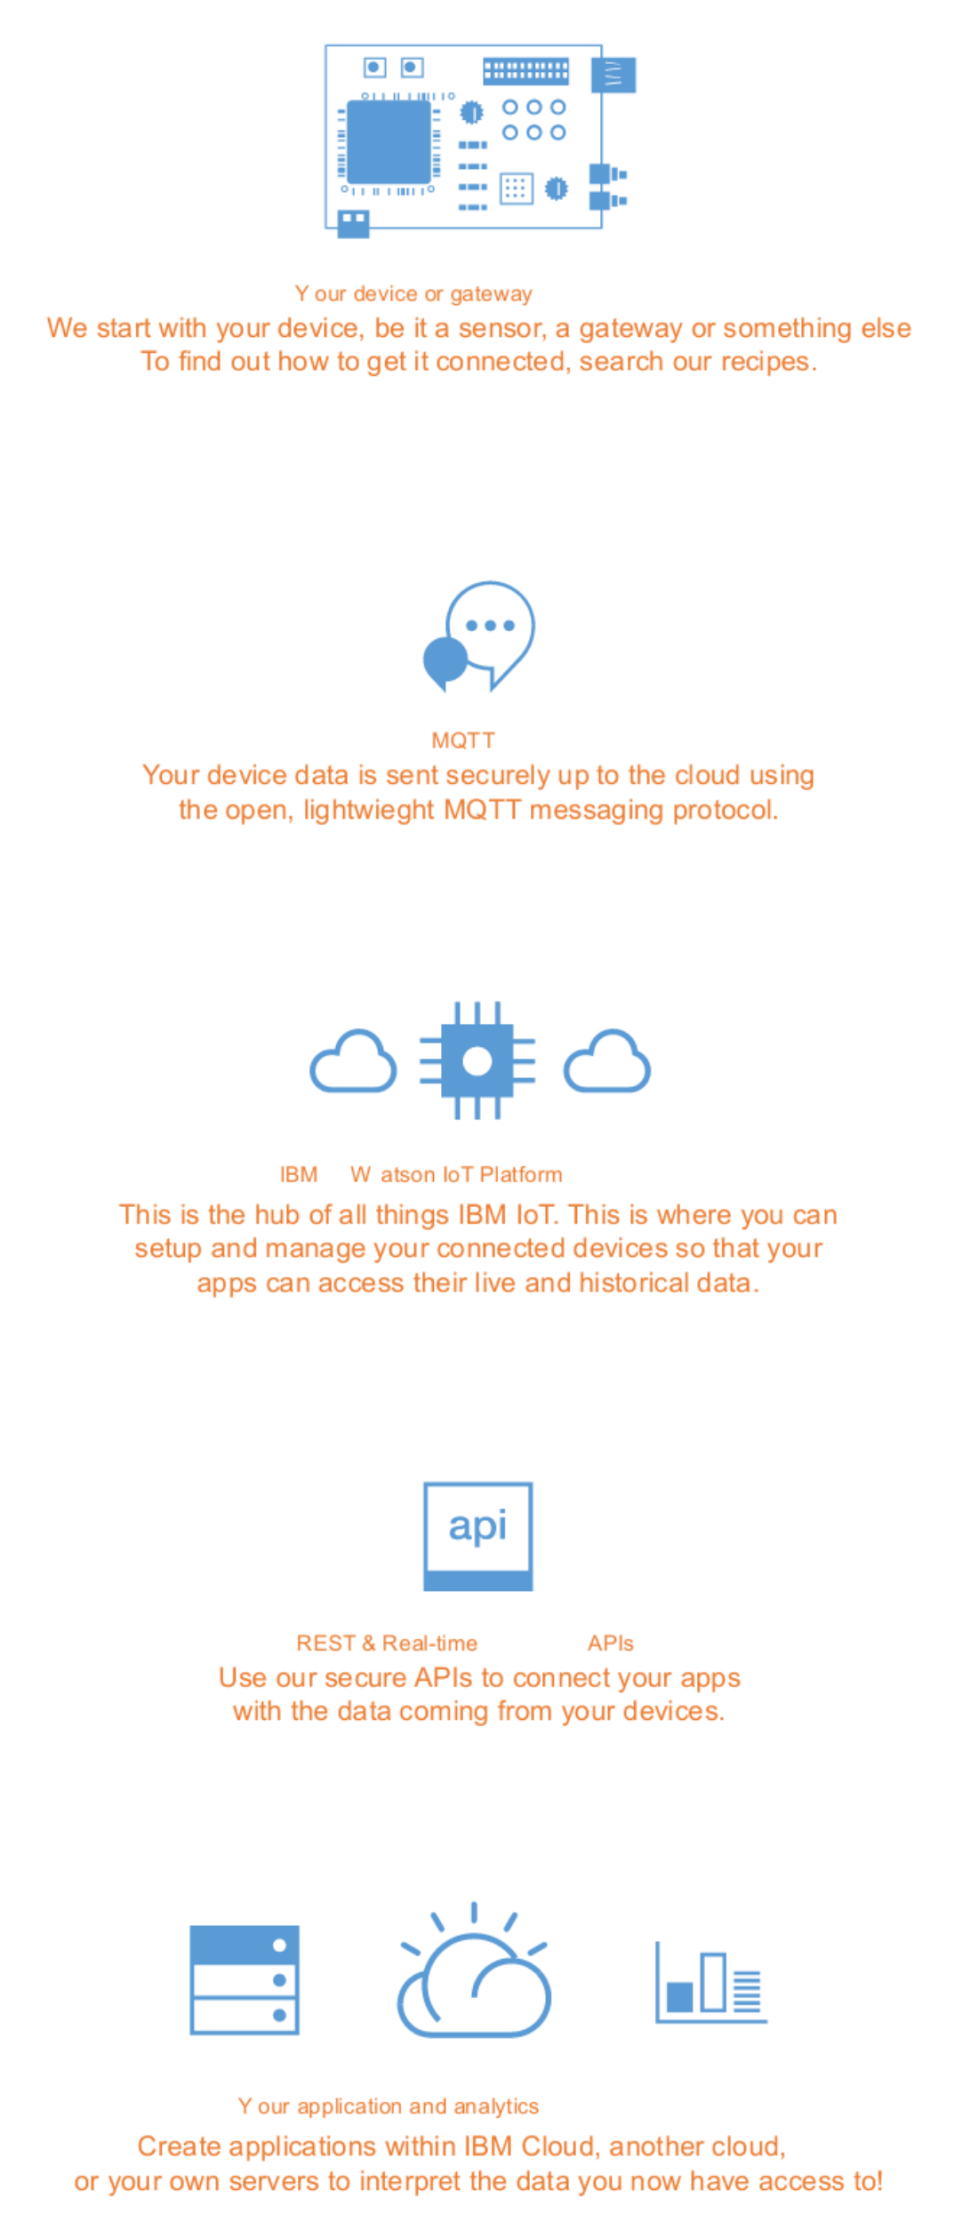 Y our device or gateway
We start with your device, be it a sensor, a gateway or something else
To find out how to get it connected, search our recipes.
MQTT
Your device data is sent securely up to the cloud using
the open, lightwieght MQTT messaging protocol.
IBM W atson IoT Platform
This is the hub of all things IBM IoT. This is where you can
setup and manage your connected devices so that your
apps can access their live and historical data.
api
REST & Real-time APIs
Use our secure APIs to connect your apps
with the data coming from your devices.
Y our application and analytics
Create applications within IBM Cloud, another cloud,
or your own servers to interpret the data you now have access to!